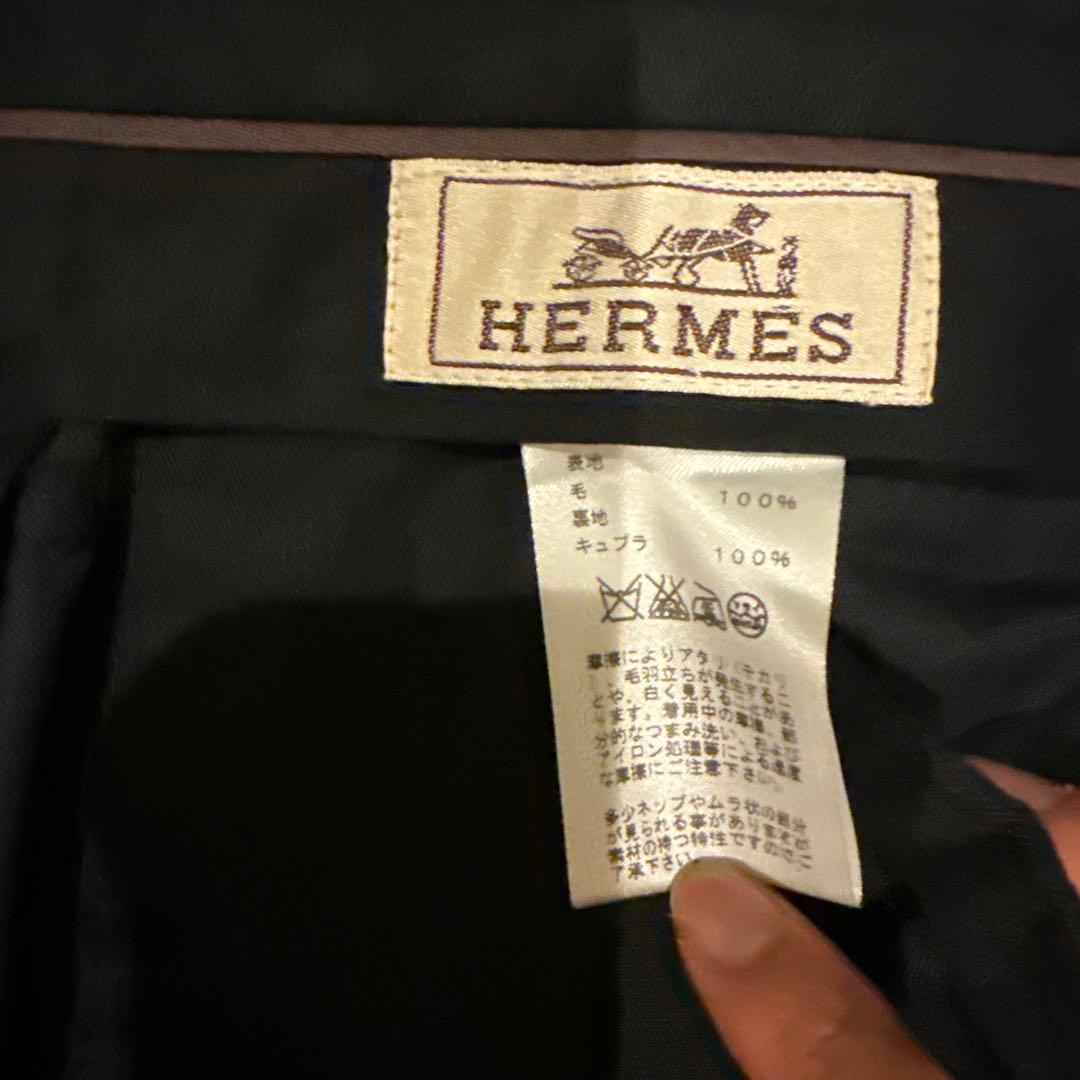 HERMÈS
表地
毛 100%
裏地
キュプラ 100%
摩擦によりアタリ(テカリ
、毛羽立ちが発生するこ
とや、白く見えることがあ
ります。着用中の摩擦、部
分的なつまみ洗い、および
アイロン処理等による過度
な摩擦にご注意下さい。
多少ネップやムラ状の部分
が見られる事がありますが
素材の持つ特性ですのでご
了承下さい